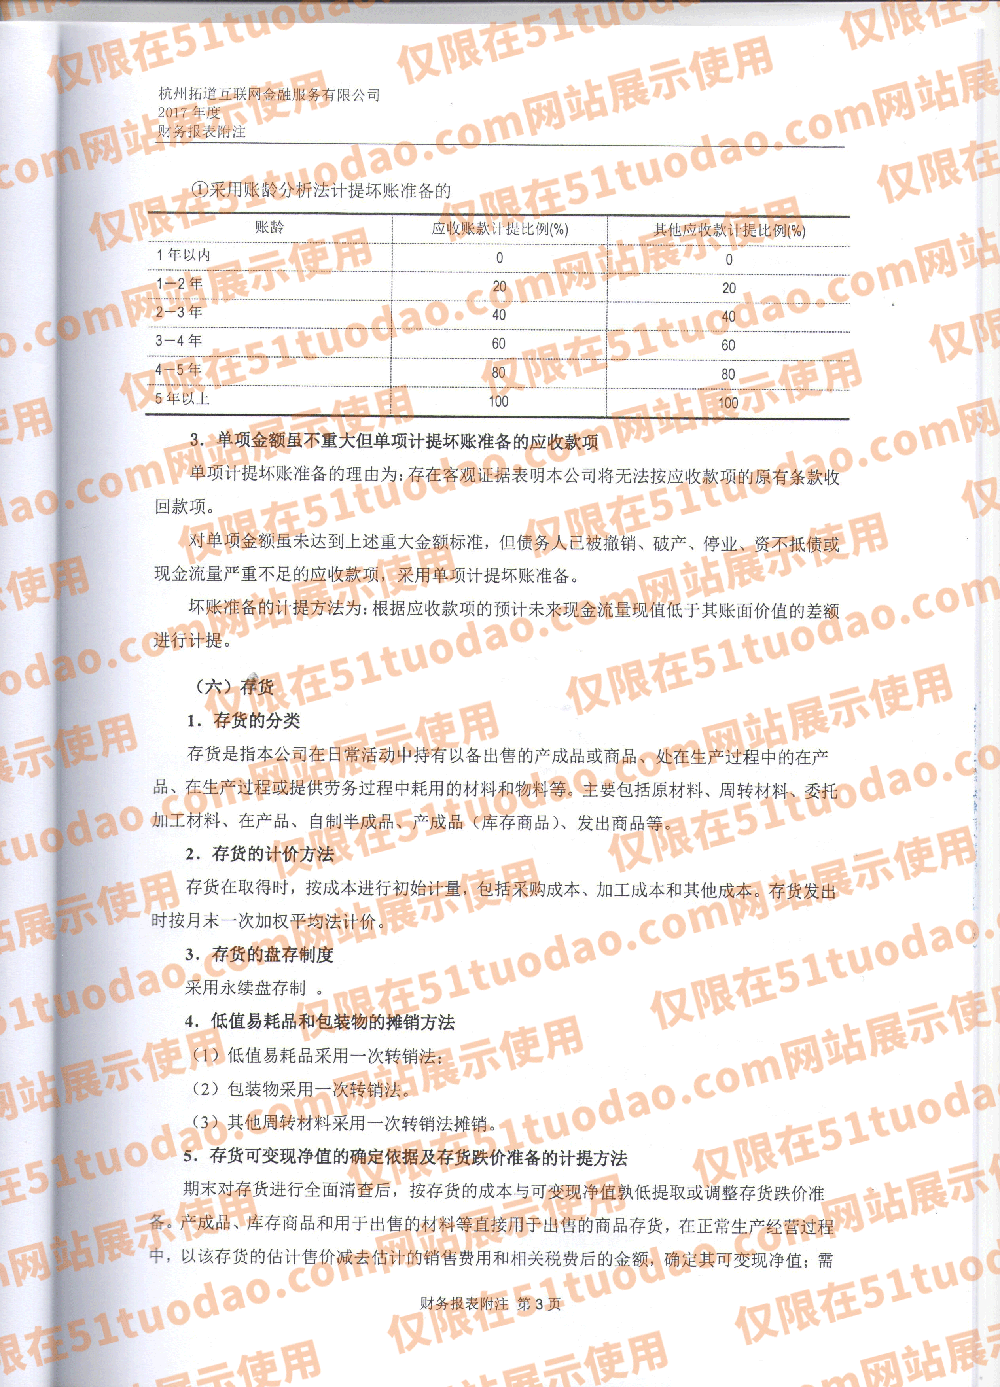 杭州拓道互联网金融服务有限公司
2017 年度
财务报表附注
①采用账龄分析法计提坏账准备的
账龄 应收账款计提比例(%) 其他应收款计提比例(%)
1 年以内 0 0
1—2 年 20 20
2—3 年 40 40
3—4 年 60 60
4—5 年 80 80
5 年以上 100 100
3．单项金额虽不重大但单项计提坏账准备的应收款项
单项计提坏账准备的理由为：存在客观证据表明本公司将无法按应收款项的原有条款收
回款项。
对单项金额虽未达到上述重大金额标准，但债务人已被撤销、破产、停业、资不抵债或
现金流量严重不足的应收款项，采用单项计提坏账准备。
坏账准备的计提方法为：根据应收款项的预计未来现金流量现值低于其账面价值的差额
进行计提。
（六）存货
1．存货的分类
存货是指本公司在日常活动中持有以备出售的产成品或商品、处在生产过程中的在产
品、在生产过程或提供劳务过程中耗用的材料和物料等。主要包括原材料、周转材料、委托
加工材料、在产品、自制半成品、产成品（库存商品）、发出商品等。
2．存货的计价方法
存货在取得时，按成本进行初始计量，包括采购成本、加工成本和其他成本。存货发出
时按月末一次加权平均法计价。
3．存货的盘存制度
采用永续盘存制 。
4．低值易耗品和包装物的摊销方法
（1）低值易耗品采用一次转销法；
（2）包装物采用一次转销法。
（3）其他周转材料采用一次转销法摊销。
5．存货可变现净值的确定依据及存货跌价准备的计提方法
期末对存货进行全面清查后，按存货的成本与可变现净值孰低提取或调整存货跌价准
备。产成品、库存商品和用于出售的材料等直接用于出售的商品存货，在正常生产经营过程
中，以该存货的估计售价减去估计的销售费用和相关税费后的金额，确定其可变现净值；需
财务报表附注 第 3 页
仅限在51tuodao.com网站展示使用